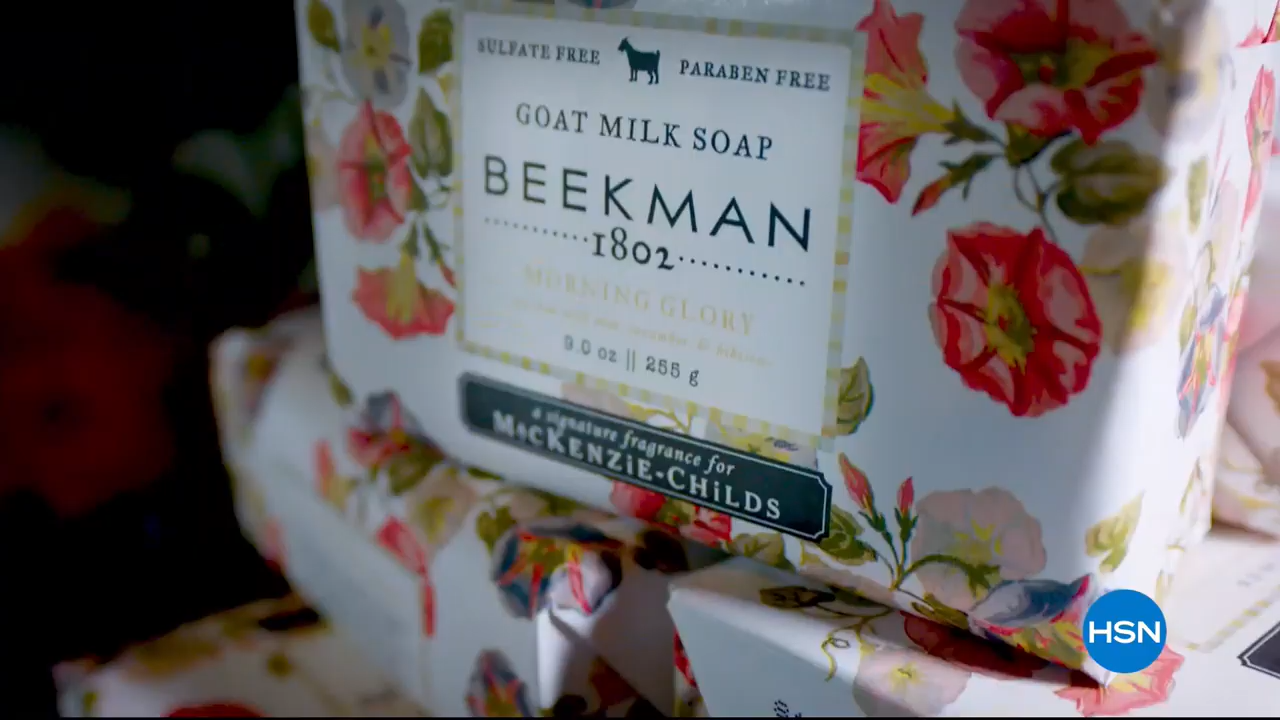 SULFATE FREE PARABEN FREE
GOAT MILK SOAP
BEEKMAN
1802
MORNING GLORY
9.0 oz || 255 g
a signature fragrance for
MacKENZiE-CHiLDS
HSN